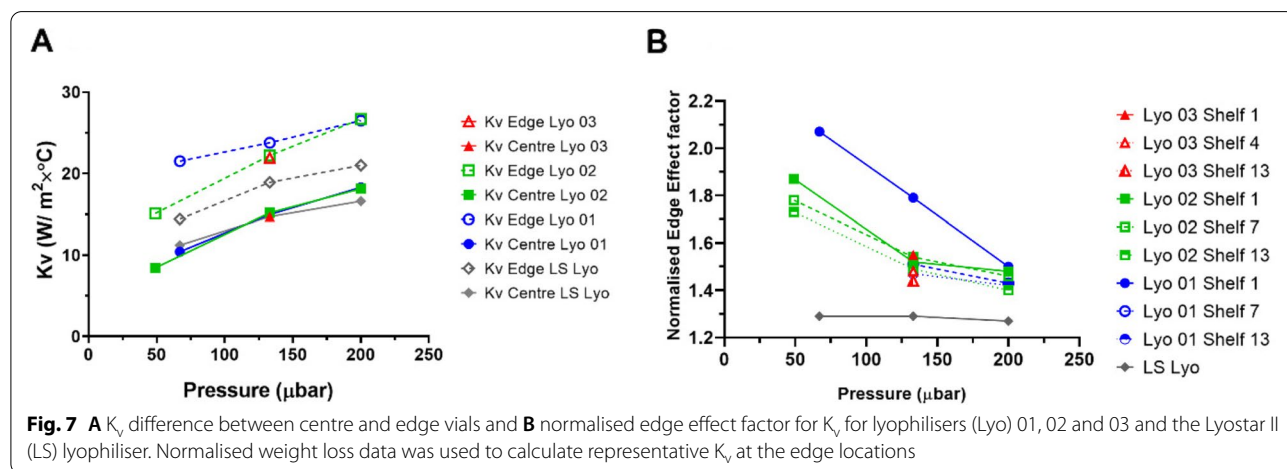 A
Kv (W/ m²×°C)
30
20
10
0
0 50 100 150 200 250
Pressure (µbar)
Kv Edge Lyo 03
Kv Centre Lyo 03
Kv Edge Lyo 02
Kv Centre Lyo 02
Kv Edge Lyo 01
Kv Centre Lyo 01
Kv Edge LS Lyo
Kv Centre LS Lyo
B
Normalised Edge Effect factor
2.2
2.0
1.8
1.6
1.4
1.2
0 50 100 150 200 250
Pressure (µbar)
Lyo 03 Shelf 1
Lyo 03 Shelf 4
Lyo 03 Shelf 13
Lyo 02 Shelf 1
Lyo 02 Shelf 7
Lyo 02 Shelf 13
Lyo 01 Shelf 1
Lyo 01 Shelf 7
Lyo 01 Shelf 13
LS Lyo
Fig. 7 A Kv difference between centre and edge vials and B normalised edge effect factor for Kv for lyophilisers (Lyo) 01, 02 and 03 and the Lyostar II
(LS) lyophiliser. Normalised weight loss data was used to calculate representative Kv at the edge locations